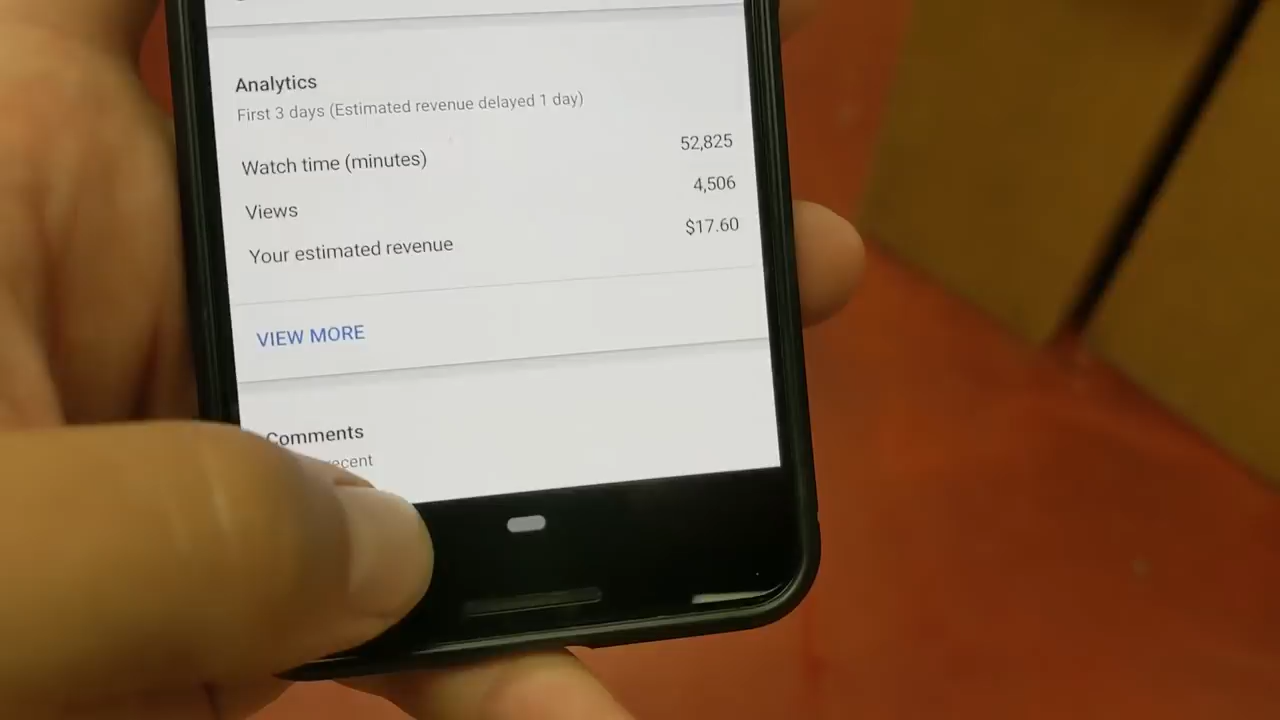 Analytics
First 3 days (Estimated revenue delayed 1 day)
Watch time (minutes) 52,825
Views 4,506
Your estimated revenue $17.60
VIEW MORE
Comments
recent